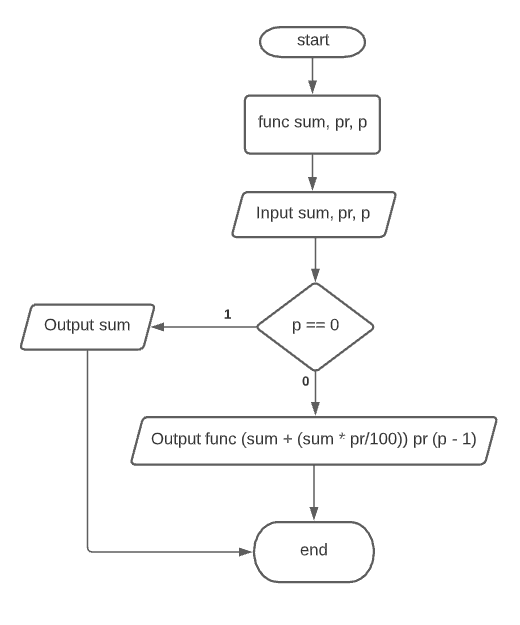 start
func sum, pr, p
Input sum, pr, p
p == 0
1
Output sum
0
Output func (sum + (sum * pr/100)) pr (p - 1)
end